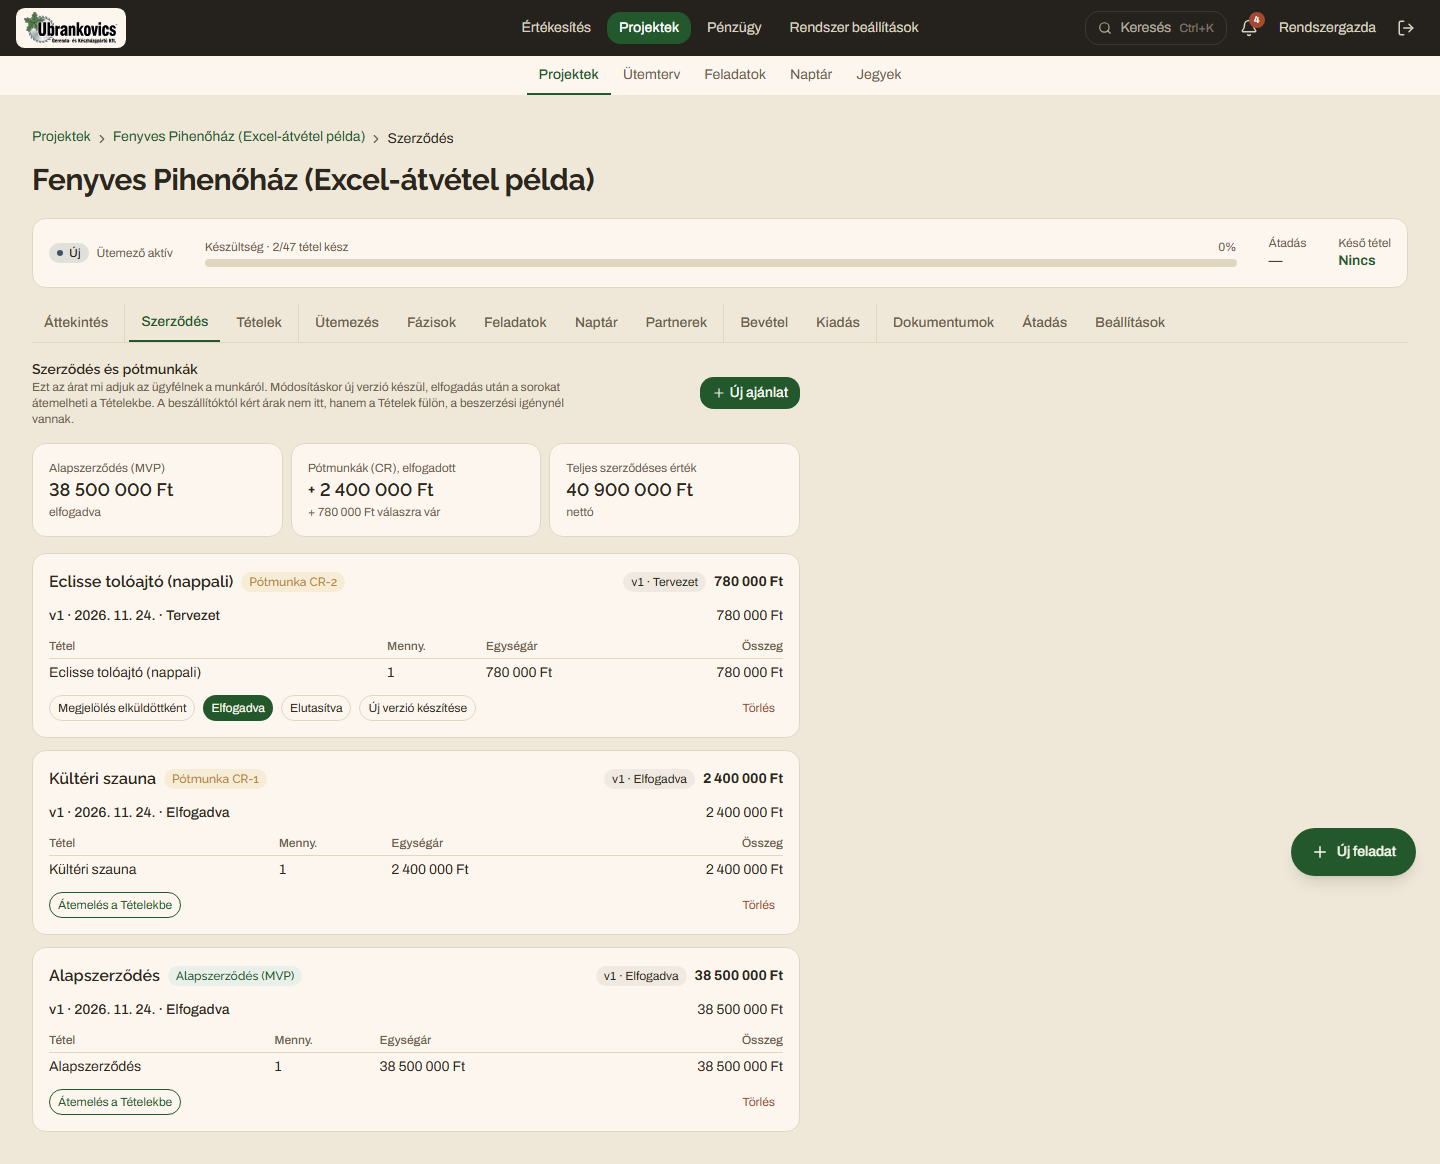 Ubrankovics
Gerenda- és Készházgyártó Kft.
Értékesítés
Projektek
Pénzügy
Rendszer beállítások
Keresés Ctrl+K
4
Rendszergazda
Projektek
Ütemterv
Feladatok
Naptár
Jegyek
Projektek > Fenyves Pihenőház (Excel-átvétel példa) > Szerződés
Fenyves Pihenőház (Excel-átvétel példa)
Új
Ütemező aktív
Készültség · 2/47 tétel kész
0%
Átadás
—
Késő tétel
Nincs
Áttekintés
Szerződés
Tételek
Ütemezés
Fázisok
Feladatok
Naptár
Partnerek
Bevétel
Kiadás
Dokumentumok
Átadás
Beállítások
Szerződés és pótmunkák
Ezt az árat mi adjuk az ügyfélnek a munkáról. Módosításkor új verzió készül, elfogadás után a sorokat
átemelheti a Tételekbe. A beszállítóktól kért árak nem itt, hanem a Tételek fülön, a beszerzési igénynél
vannak.
+ Új ajánlat
Alapszerződés (MVP)
38 500 000 Ft
elfogadva
Pótmunkák (CR), elfogadott
+ 2 400 000 Ft
+ 780 000 Ft válaszra vár
Teljes szerződéses érték
40 900 000 Ft
nettó
Eclisse tolóajtó (nappali) Pótmunka CR-2 v1 · Tervezet 780 000 Ft
v1 · 2026. 11. 24. · Tervezet 780 000 Ft
Tétel Menny. Egységár Összeg
Eclisse tolóajtó (nappali) 1 780 000 Ft 780 000 Ft
Megjelölés elküldöttként Elfogadva Elutasítva Új verzió készítése Törlés
Kültéri szauna Pótmunka CR-1 v1 · Elfogadva 2 400 000 Ft
v1 · 2026. 11. 24. · Elfogadva 2 400 000 Ft
Tétel Menny. Egységár Összeg
Kültéri szauna 1 2 400 000 Ft 2 400 000 Ft
Átemelés a Tételekbe Törlés
+ Új feladat
Alapszerződés Alapszerződés (MVP) v1 · Elfogadva 38 500 000 Ft
v1 · 2026. 11. 24. · Elfogadva 38 500 000 Ft
Tétel Menny. Egységár Összeg
Alapszerződés 1 38 500 000 Ft 38 500 000 Ft
Átemelés a Tételekbe Törlés